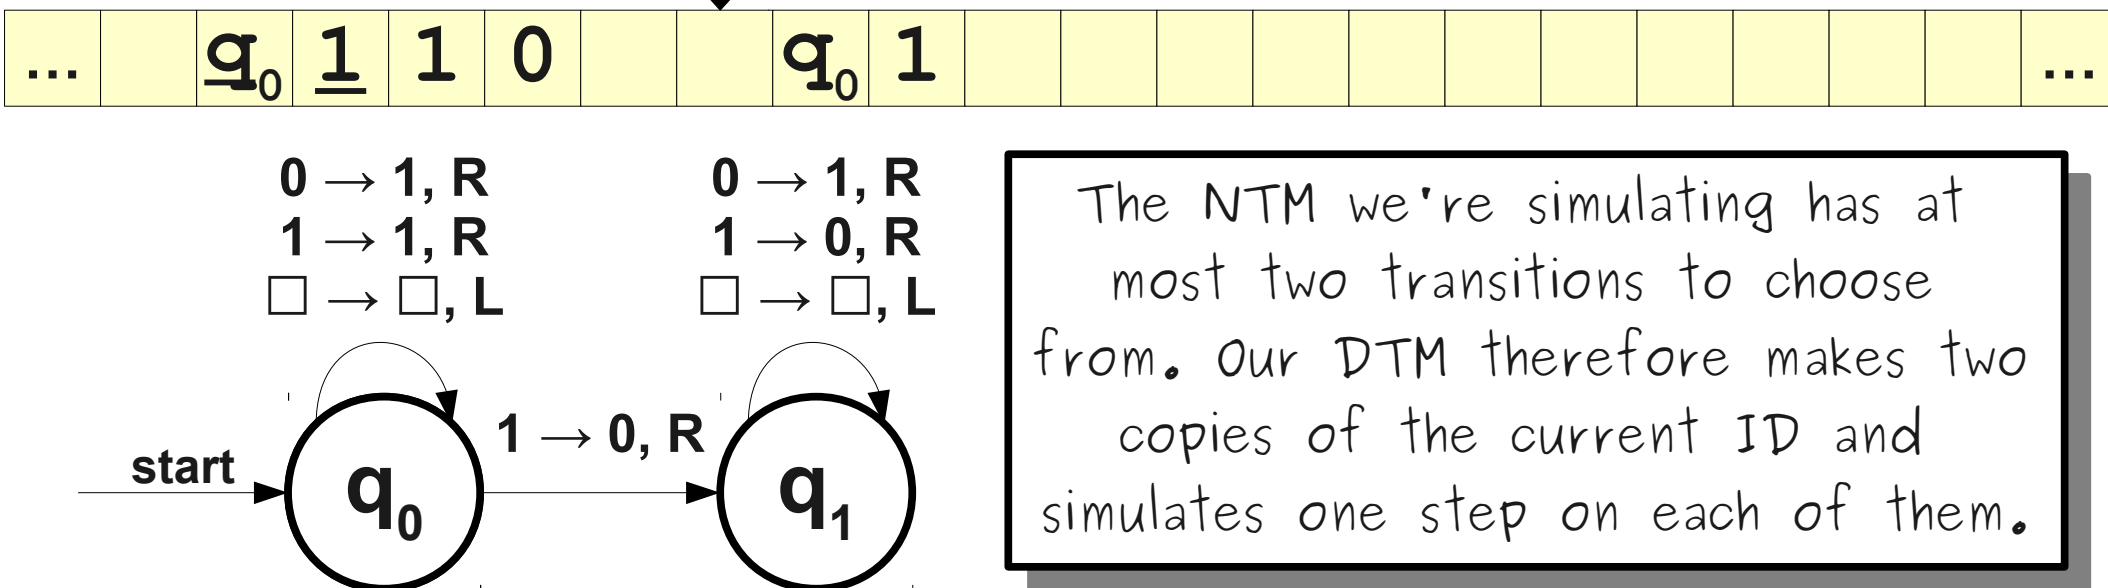 ... q₀ 1 1 0 q₀ 1 ...
0 → 1, R
1 → 1, R
☐ → ☐, L
0 → 1, R
1 → 0, R
☐ → ☐, L
start
q₀
1 → 0, R
q₁
The NTM we're simulating has at
most two transitions to choose
from. Our DTM therefore makes two
copies of the current ID and
simulates one step on each of them.